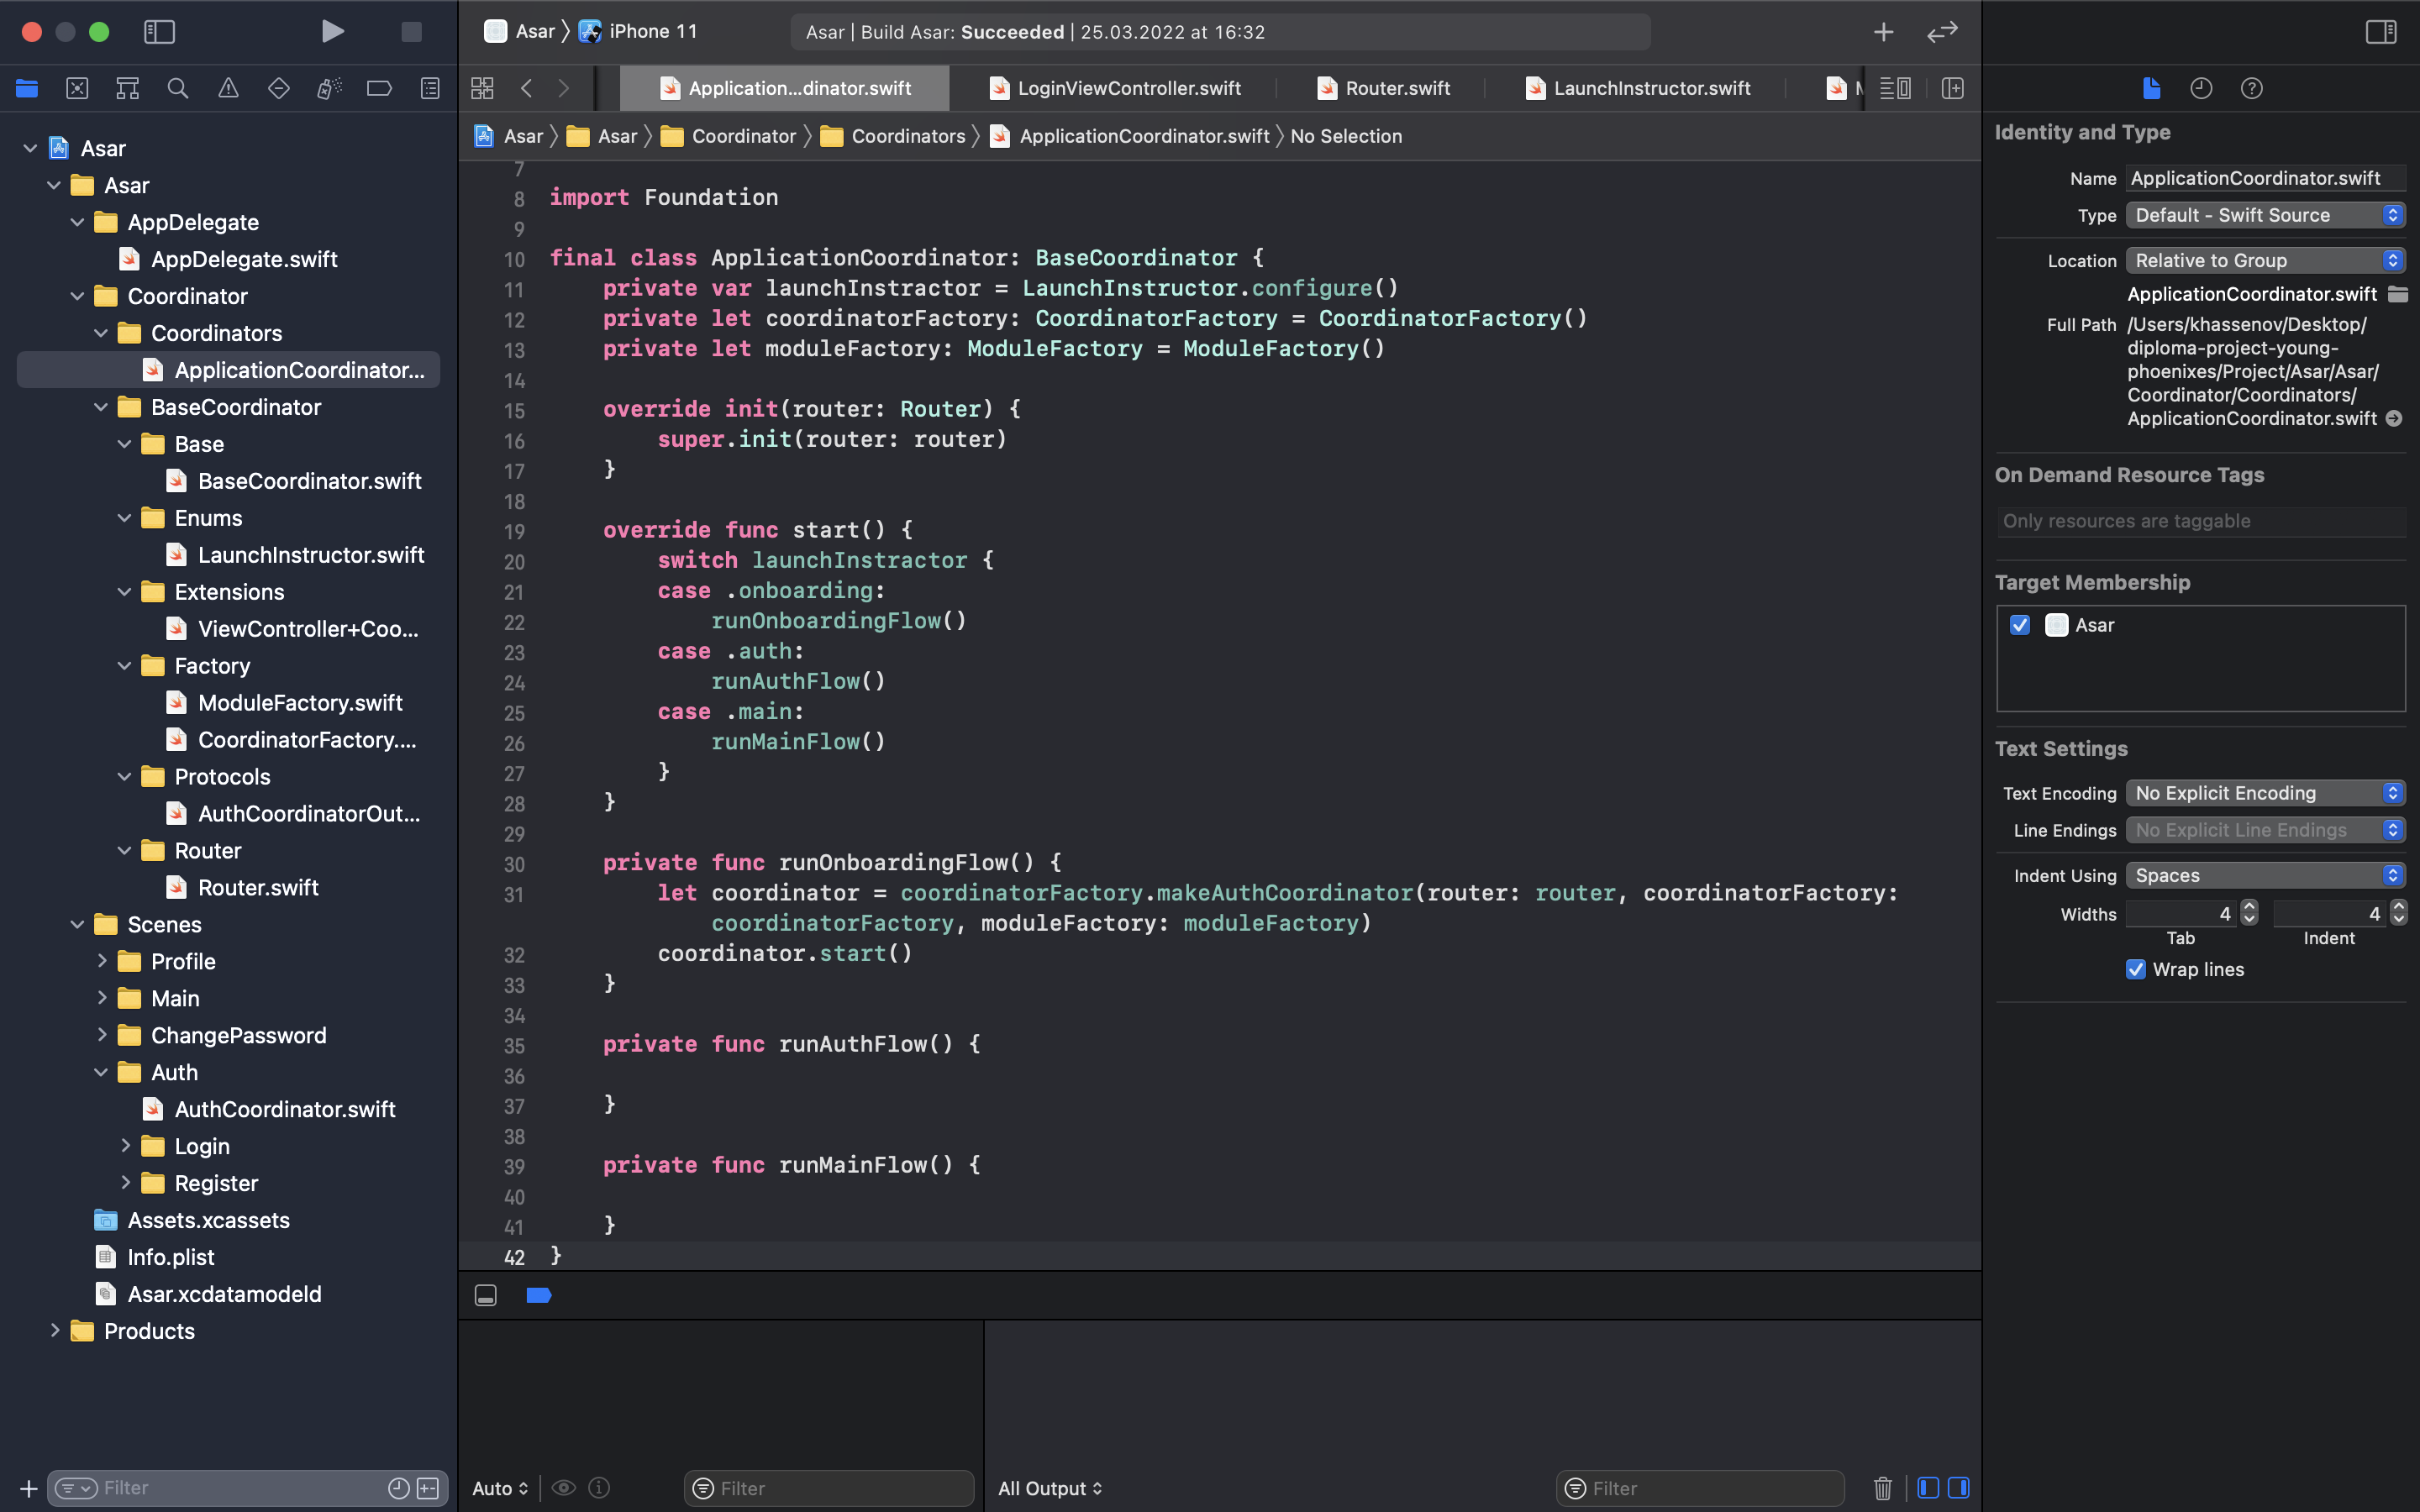 Asar
iPhone 11
Asar | Build Asar: Succeeded | 25.03.2022 at 16:32
Application...dinator.swift
LoginViewController.swift
Router.swift
LaunchInstructor.swift
Asar
Asar
Coordinator
Coordinators
ApplicationCoordinator.swift
No Selection
Asar
Asar
AppDelegate
AppDelegate.swift
Coordinator
Coordinators
ApplicationCoordinator...
BaseCoordinator
Base
BaseCoordinator.swift
Enums
LaunchInstructor.swift
Extensions
ViewController+Coo...
Factory
ModuleFactory.swift
CoordinatorFactory....
Protocols
AuthCoordinatorOut...
Router
Router.swift
Scenes
Profile
Main
ChangePassword
Auth
AuthCoordinator.swift
Login
Register
Assets.xcassets
Info.plist
Asar.xcdatamodeld
Products
Filter
7
8 import Foundation
9
10 final class ApplicationCoordinator: BaseCoordinator {
11 private var launchInstractor = LaunchInstructor.configure()
12 private let coordinatorFactory: CoordinatorFactory = CoordinatorFactory()
13 private let moduleFactory: ModuleFactory = ModuleFactory()
14
15 override init(router: Router) {
16 super.init(router: router)
17 }
18
19 override func start() {
20 switch launchInstractor {
21 case .onboarding:
22 runOnboardingFlow()
23 case .auth:
24 runAuthFlow()
25 case .main:
26 runMainFlow()
27 }
28 }
29
30 private func runOnboardingFlow() {
31 let coordinator = coordinatorFactory.makeAuthCoordinator(router: router, coordinatorFactory:
coordinatorFactory, moduleFactory: moduleFactory)
32 coordinator.start()
33 }
34
35 private func runAuthFlow() {
36
37 }
38
39 private func runMainFlow() {
40
41 }
42 }
Auto
Filter
All Output
Filter
Identity and Type
Name ApplicationCoordinator.swift
Type Default - Swift Source
Location Relative to Group
ApplicationCoordinator.swift
Full Path /Users/khassenov/Desktop/
diploma-project-young-
phoenixes/Project/Asar/Asar/
Coordinator/Coordinators/
ApplicationCoordinator.swift
On Demand Resource Tags
Only resources are taggable
Target Membership
Asar
Text Settings
Text Encoding No Explicit Encoding
Line Endings No Explicit Line Endings
Indent Using Spaces
Widths 4 4
Tab Indent
Wrap lines